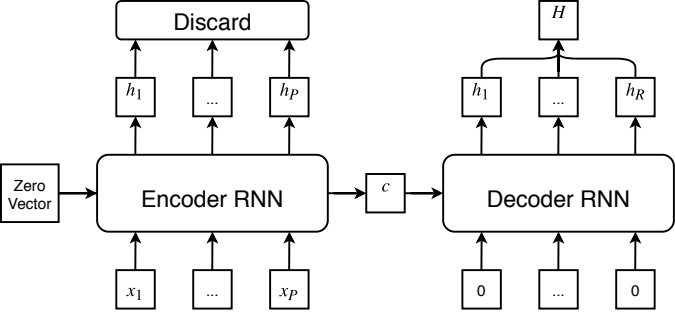 Discard
H
h1
...
hP
h1
...
hR
Zero
Vector
Encoder RNN
c
Decoder RNN
x1
...
xP
0
...
0